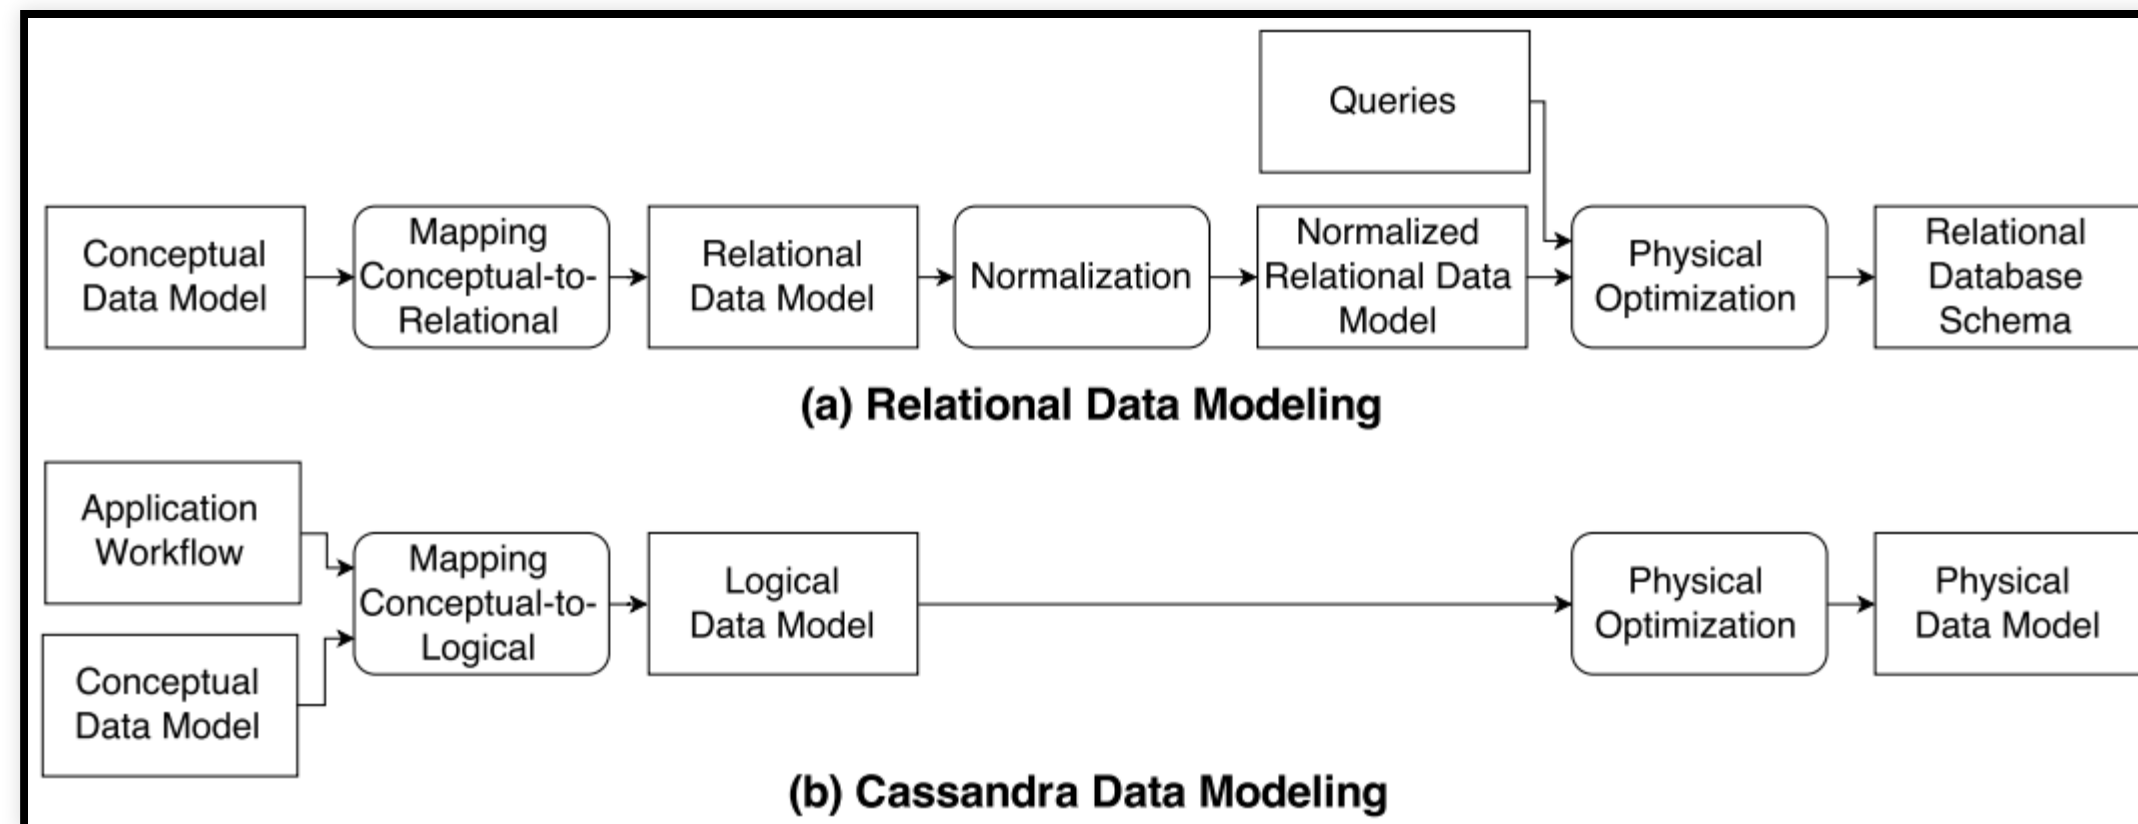 Queries
Conceptual
Data Model
Mapping
Conceptual-to-
Relational
Relational
Data Model
Normalization
Normalized
Relational Data
Model
Physical
Optimization
Relational
Database
Schema
(a) Relational Data Modeling
Application
Workflow
Conceptual
Data Model
Mapping
Conceptual-to-
Logical
Logical
Data Model
Physical
Optimization
Physical
Data Model
(b) Cassandra Data Modeling